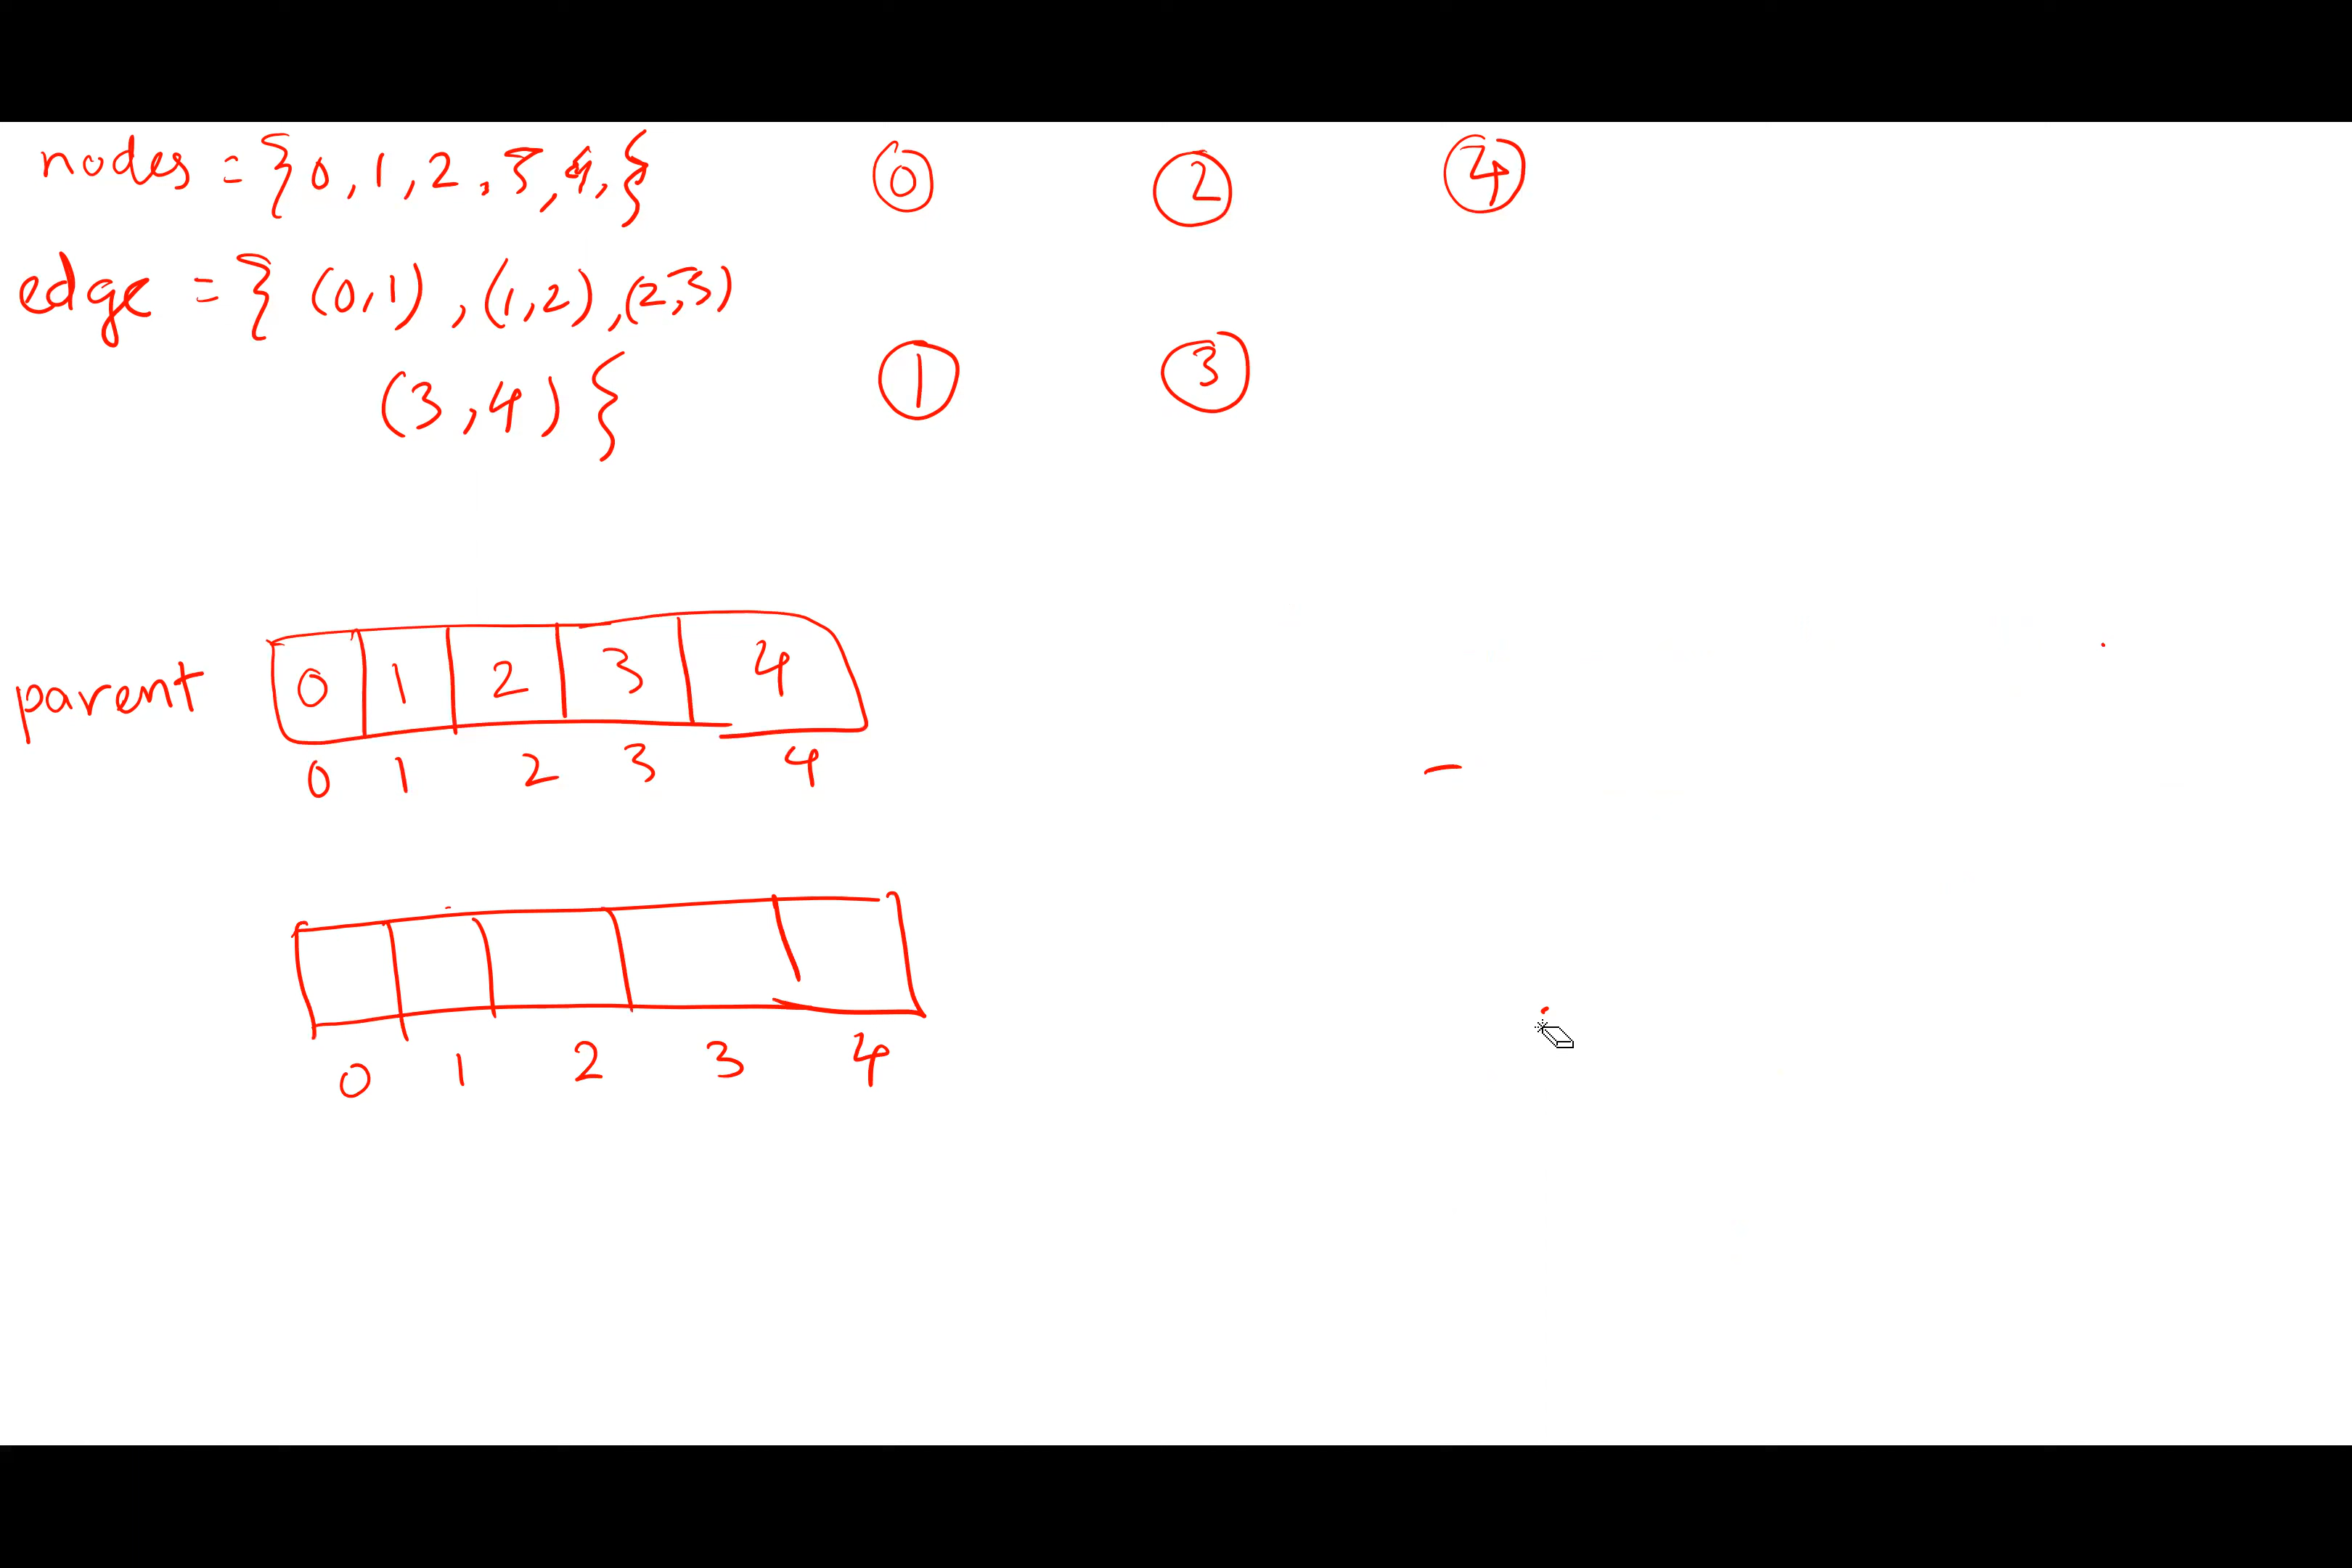 nodes = { 0, 1, 2, 3, 4, }
edge = { (0,1), (1,2), (2,3)
(3,4) }
0 2 4
1 3
parent 0 1 2 3 4
0 1 2 3 4
0 1 2 3 4